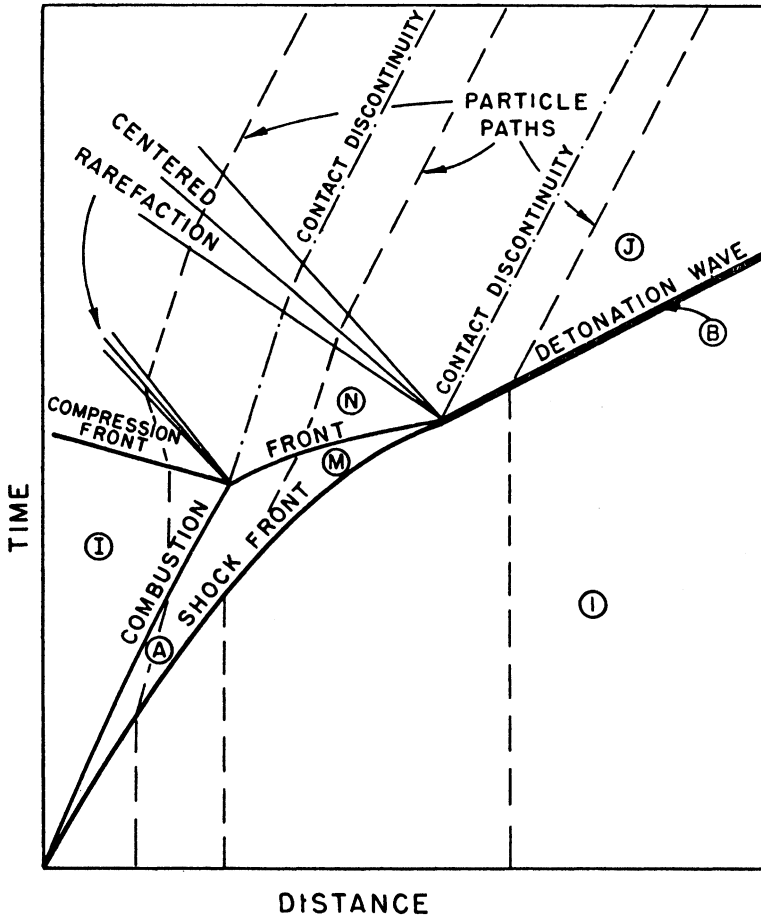 PARTICLE
PATHS
CENTERED
RAREFACTION
CONTACT DISCONTINUITY
CONTACT DISCONTINUITY
J
DETONATION WAVE
B
COMPRESSION
FRONT
N
FRONT
M
TIME
I
COMBUSTION
SHOCK FRONT
A
I
DISTANCE